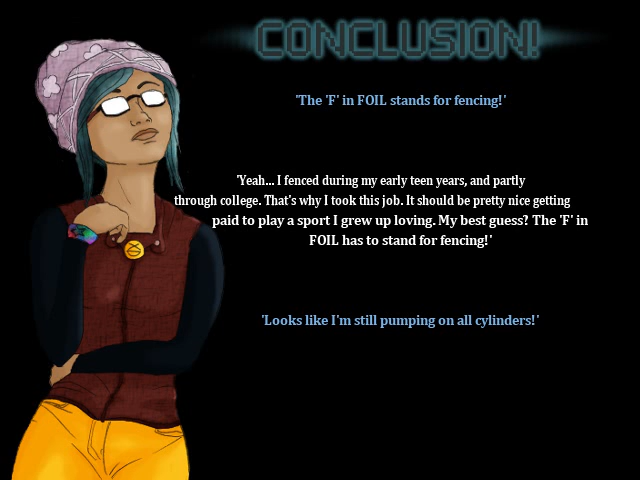 CONCLUSION!
'The 'F' in FOIL stands for fencing!'
'Yeah... I fenced during my early teen years, and partly
through college. That's why I took this job. It should be pretty nice getting
paid to play a sport I grew up loving. My best guess? The 'F' in
FOIL has to stand for fencing!'
'Looks like I'm still pumping on all cylinders!'